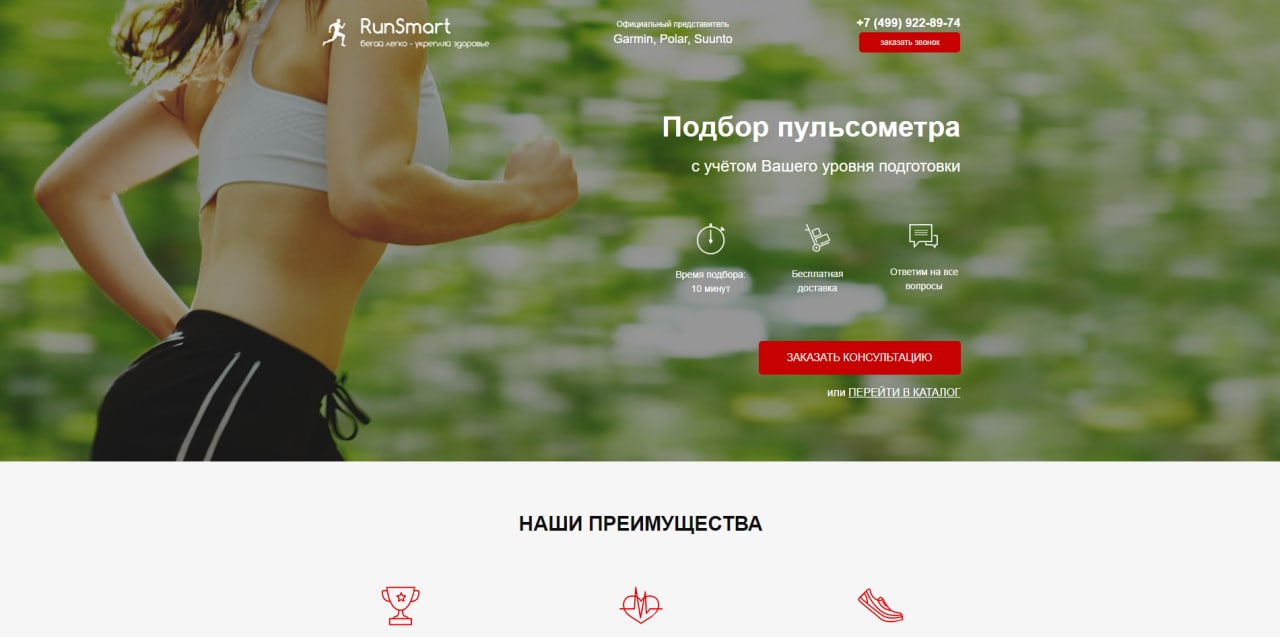 RunSmart
бегай легко - укрепляй здоровье
Официальный представитель
Garmin, Polar, Suunto
+7 (499) 922-89-74
заказать звонок
Подбор пульсометра
с учётом Вашего уровня подготовки
Время подбора:
10 минут
Бесплатная
доставка
Ответим на все
вопросы
ЗАКАЗАТЬ КОНСУЛЬТАЦИЮ
или ПЕРЕЙТИ В КАТАЛОГ
НАШИ ПРЕИМУЩЕСТВА